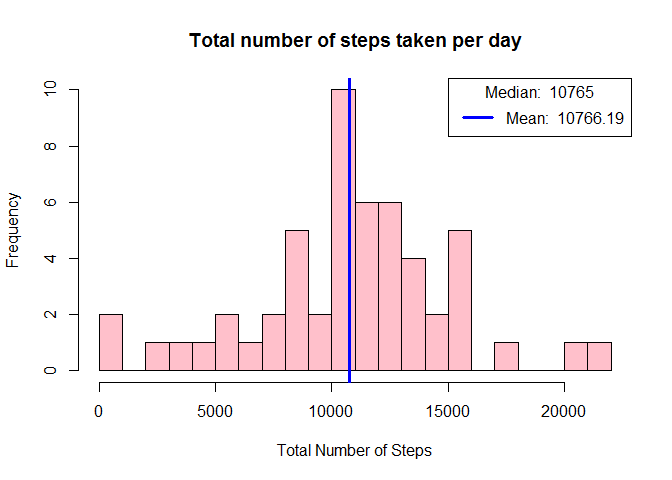 Total number of steps taken per day
Median:  10765
Mean:  10766.19
Frequency
10
8
6
4
2
0
0 5000 10000 15000 20000
Total Number of Steps